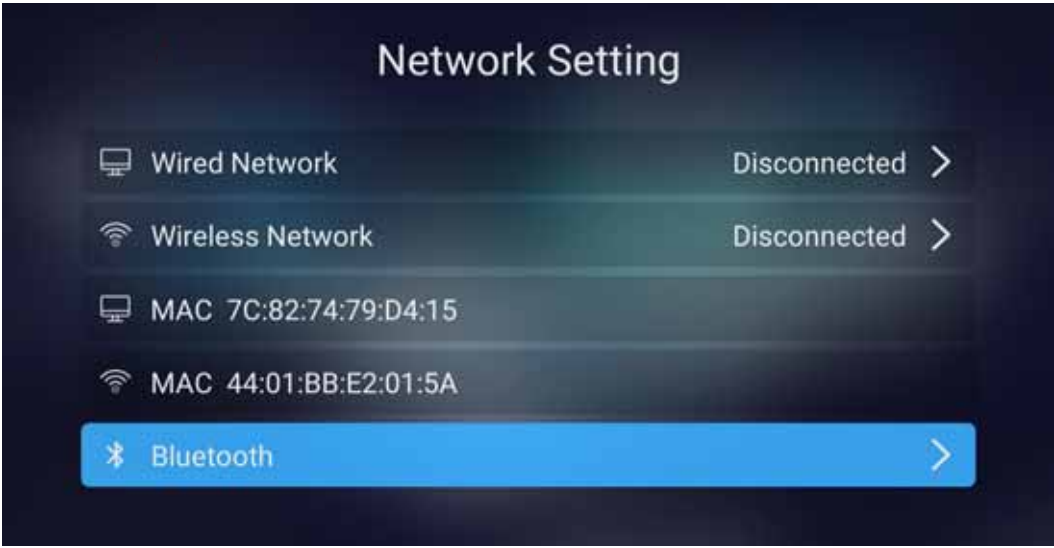 Network Setting
Wired Network Disconnected
Wireless Network Disconnected
MAC 7C:82:74:79:D4:15
MAC 44:01:BB:E2:01:5A
Bluetooth